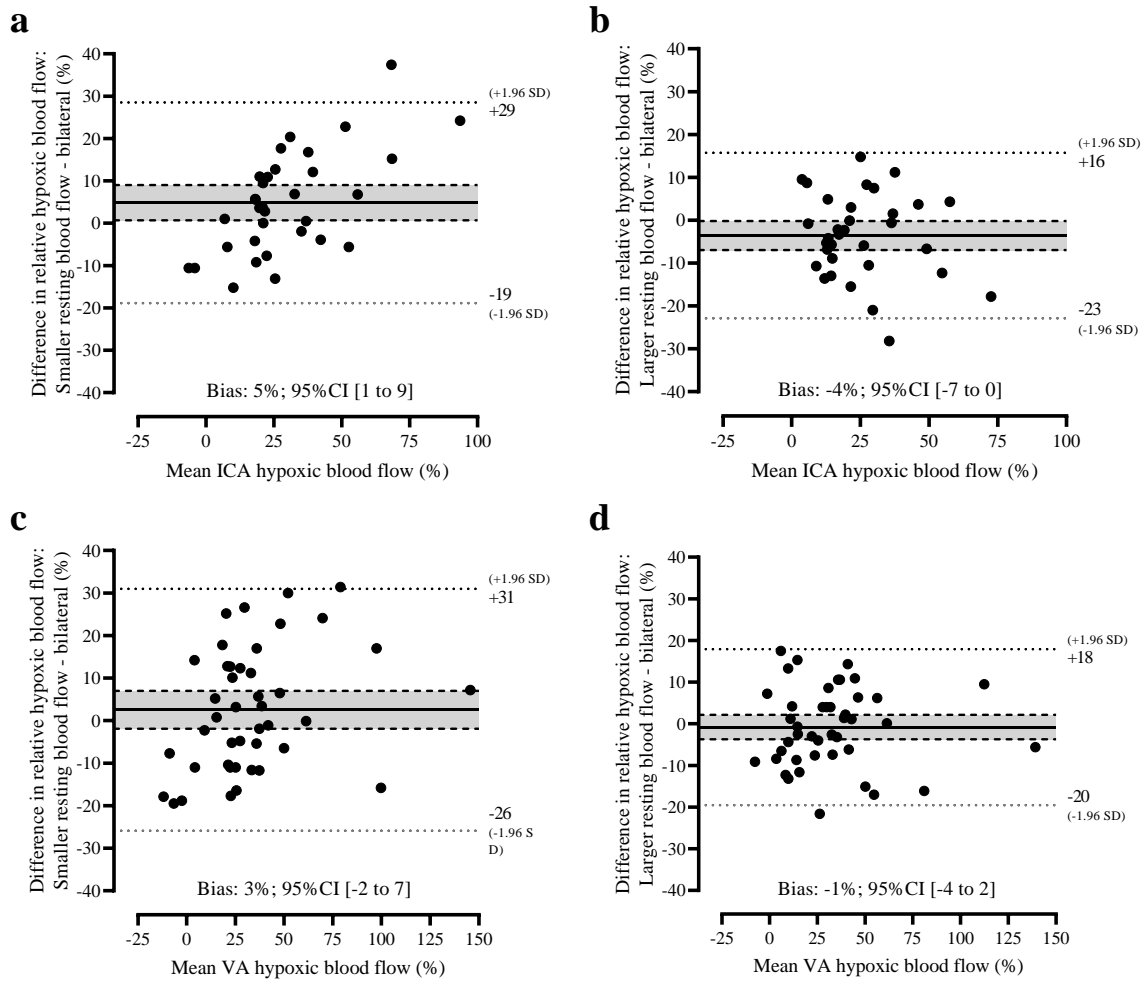 a
Difference in relative hypoxic blood flow:
Smaller resting blood flow - bilateral (%)
40
30
20
10
0
-10
-20
-30
-40
(+1.96 SD)
+29
-19
(-1.96 SD)
Bias: 5%; 95%CI [1 to 9]
-25 0 25 50 75 100
Mean ICA hypoxic blood flow (%)
b
Difference in relative hypoxic blood flow:
Larger resting blood flow - bilateral (%)
40
30
20
10
0
-10
-20
-30
-40
(+1.96 SD)
+16
-23
(-1.96 SD)
Bias: -4%; 95%CI [-7 to 0]
-25 0 25 50 75 100
Mean ICA hypoxic blood flow (%)
c
Difference in relative hypoxic blood flow:
Smaller resting blood flow - bilateral (%)
40
30
20
10
0
-10
-20
-30
-40
(+1.96 SD)
+31
-26
(-1.96 S
D)
Bias: 3%; 95%CI [-2 to 7]
-25 0 25 50 75 100 125 150
Mean VA hypoxic blood flow (%)
d
Difference in relative hypoxic blood flow:
Larger resting blood flow - bilateral (%)
40
30
20
10
0
-10
-20
-30
-40
(+1.96 SD)
+18
-20
(-1.96 SD)
Bias: -1%; 95%CI [-4 to 2]
-25 0 25 50 75 100 125 150
Mean VA hypoxic blood flow (%)